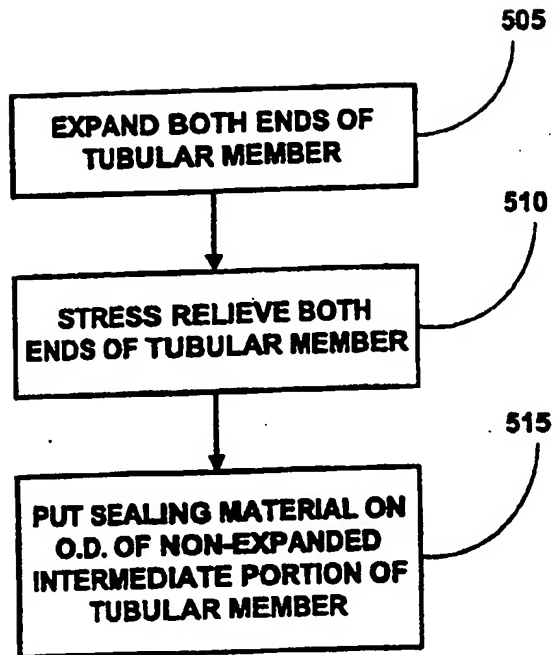 505
EXPAND BOTH ENDS OF
TUBULAR MEMBER
510
STRESS RELIEVE BOTH
ENDS OF TUBULAR MEMBER
515
PUT SEALING MATERIAL ON
O.D. OF NON-EXPANDED
INTERMEDIATE PORTION OF
TUBULAR MEMBER